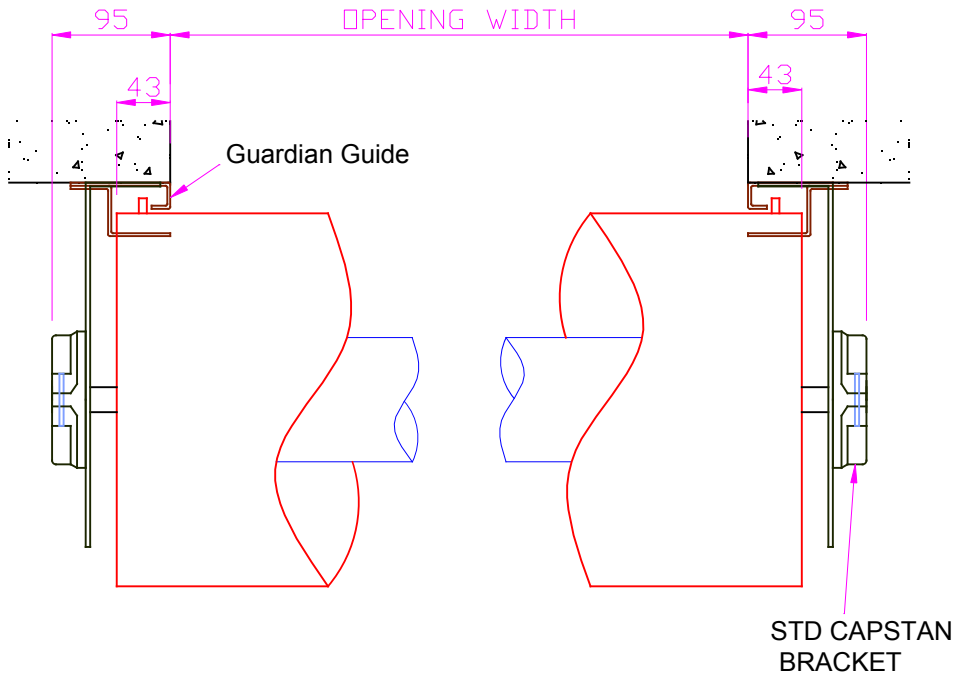 95
OPENING WIDTH
95
43
43
Guardian Guide
STD CAPSTAN
BRACKET